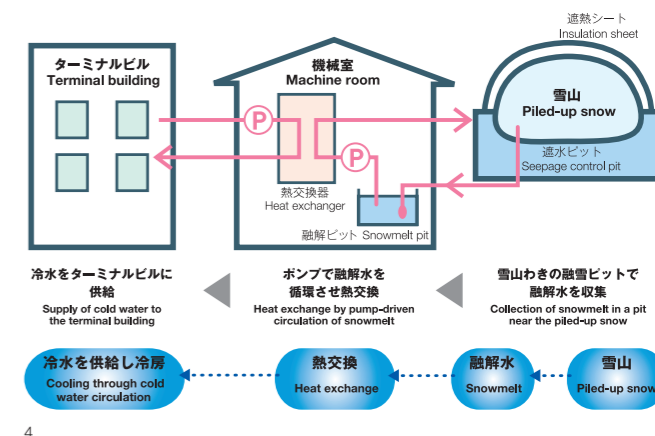 遮熱シート
Insulation sheet
ターミナルビル
Terminal building
機械室
Machine room
雪山
Piled-up snow
P
P
遮水ピット
Seepage control pit
熱交換器
Heat exchanger
融解ピット Snowmelt pit
冷水をターミナルビルに
供給
Supply of cold water to
the terminal building
ポンプで融解水を
循環させ熱交換
Heat exchange by pump-driven
circulation of snowmelt
雪山わきの融雪ピットで
融解水を収集
Collection of snowmelt in a pit
near the piled-up snow
冷水を供給し冷房
Cooling through cold
water circulation
熱交換
Heat exchange
融解水
Snowmelt
雪山
Piled-up snow
4